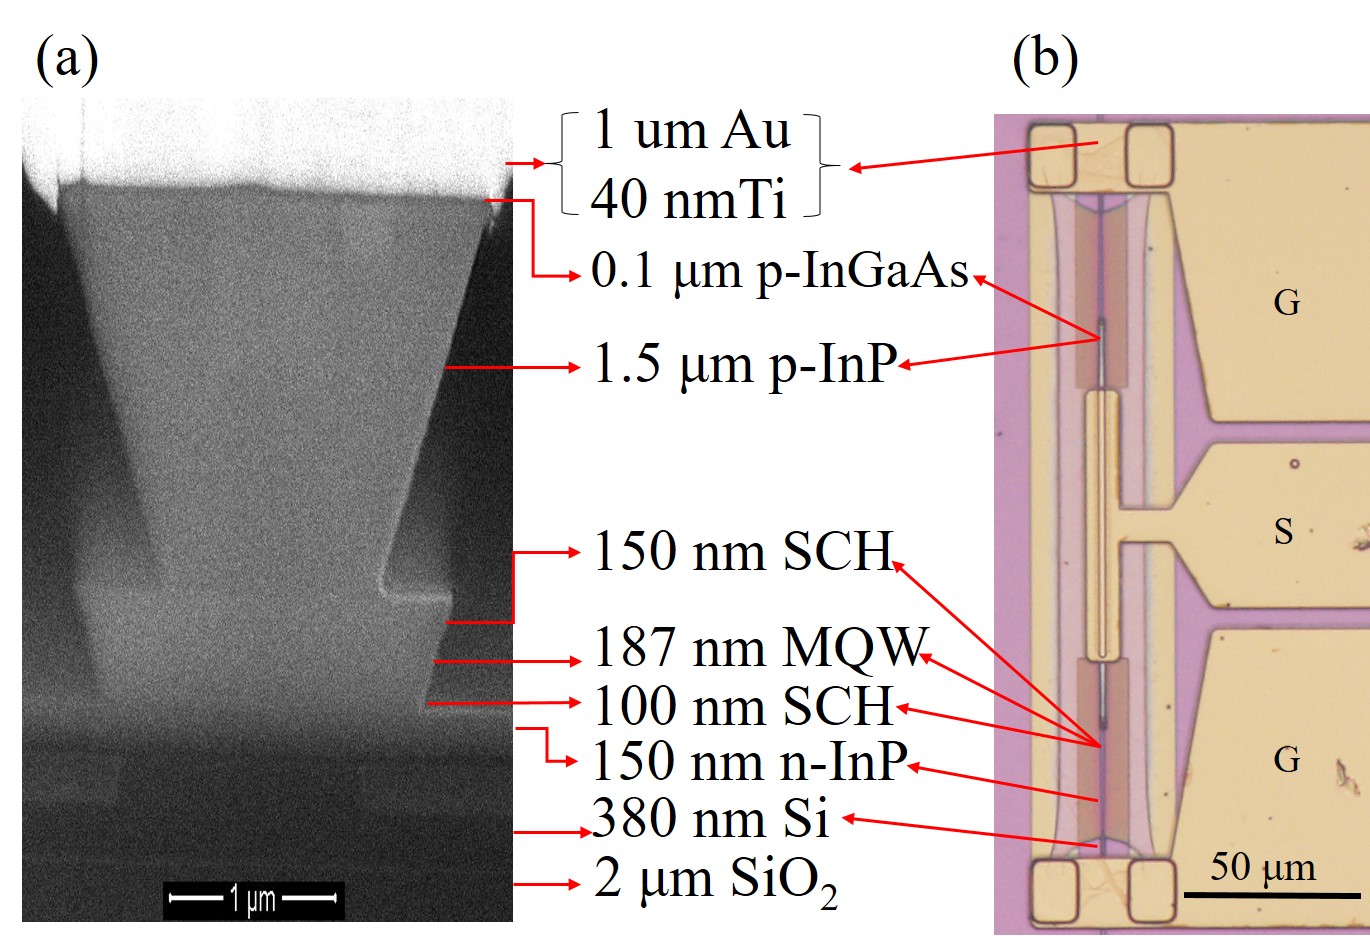 (a)
(b)
1 um Au
40 nmTi
0.1 μm p-InGaAs
1.5 μm p-InP
150 nm SCH
187 nm MQW
100 nm SCH
150 nm n-InP
380 nm Si
2 μm SiO₂
1 μm
G
S
G
50 μm